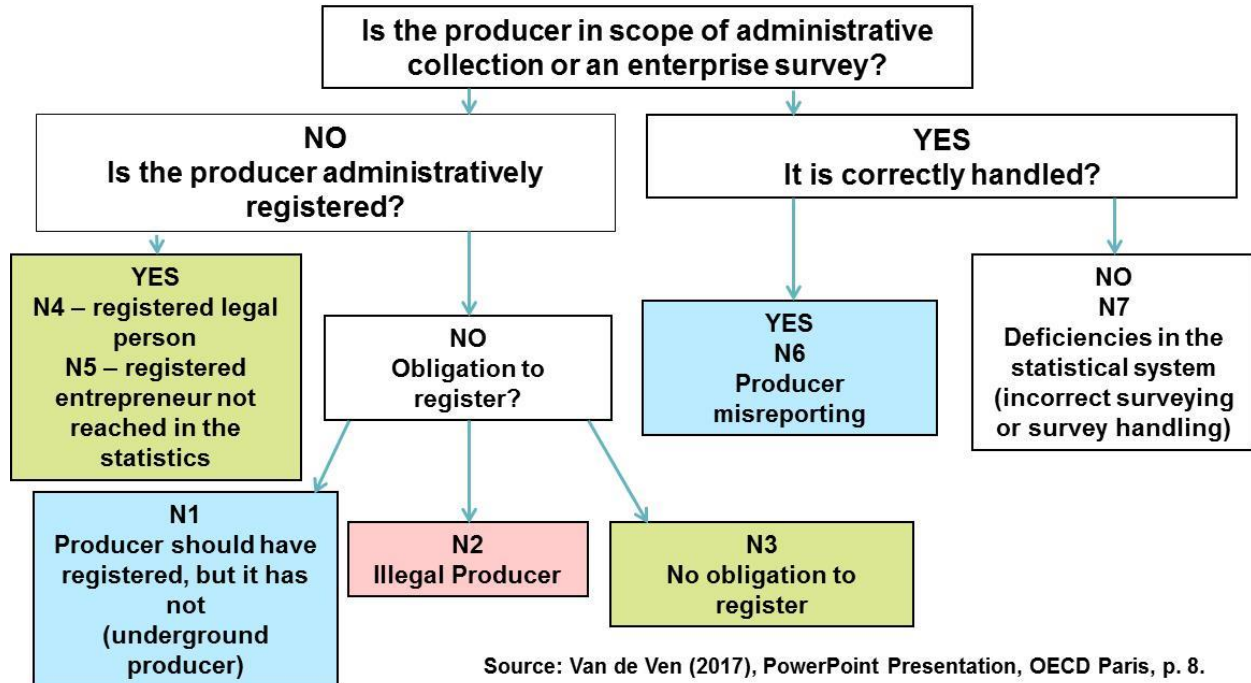 Is the producer in scope of administrative
collection or an enterprise survey?
NO
Is the producer administratively
registered?
YES
It is correctly handled?
YES
N4 – registered legal
person
N5 – registered
entrepreneur not
reached in the
statistics
NO
Obligation to
register?
YES
N6
Producer
misreporting
NO
N7
Deficiencies in the
statistical system
(incorrect surveying
or survey handling)
N1
Producer should have
registered, but it has
not
(underground
producer)
N2
Illegal Producer
N3
No obligation to
register
Source: Van de Ven (2017), PowerPoint Presentation, OECD Paris, p. 8.